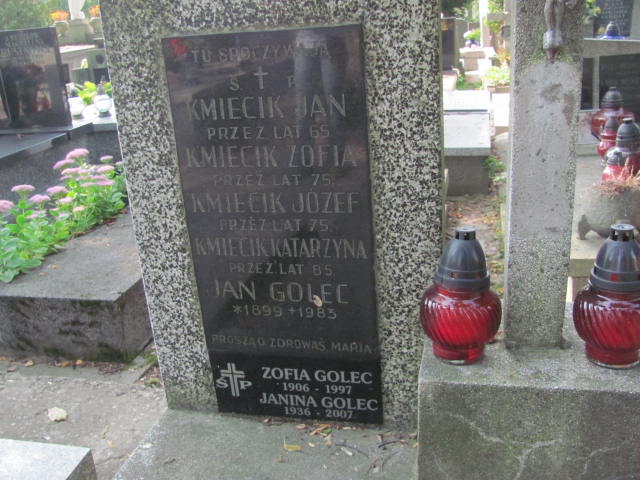 TU SPOCZYWAJĄ
S † P
KMIECIK JAN
PRZEŻ LAT 65
KMIECIK ZOFIA
PRZEŻ LAT 75.
KMIECIK JÓZEF
PRZEŻ LAT 75.
KMIECIK KATARZYNA
PRZEŻ LAT 85.
JAN GOLEC
*1899 +1983
PROSZĄ O ZDROWAŚ MARIA
ZOFIA GOLEC
1906 - 1997
Ś P
JANINA GOLEC
1936 - 2007